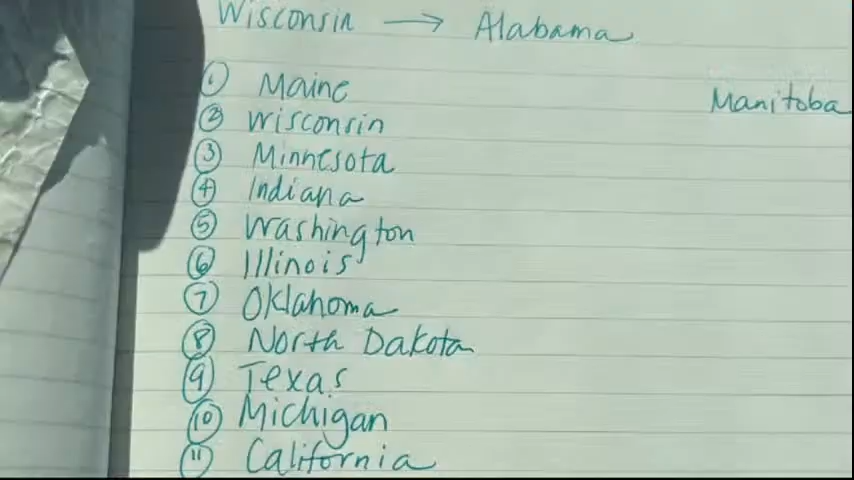 Wisconsin → Alabama
① Maine
Manitoba
② Wisconsin
③ Minnesota
④ Indiana
⑤ Washington
⑥ Illinois
⑦ Oklahoma
⑧ North Dakota
⑨ Texas
⑩ Michigan
⑪ California